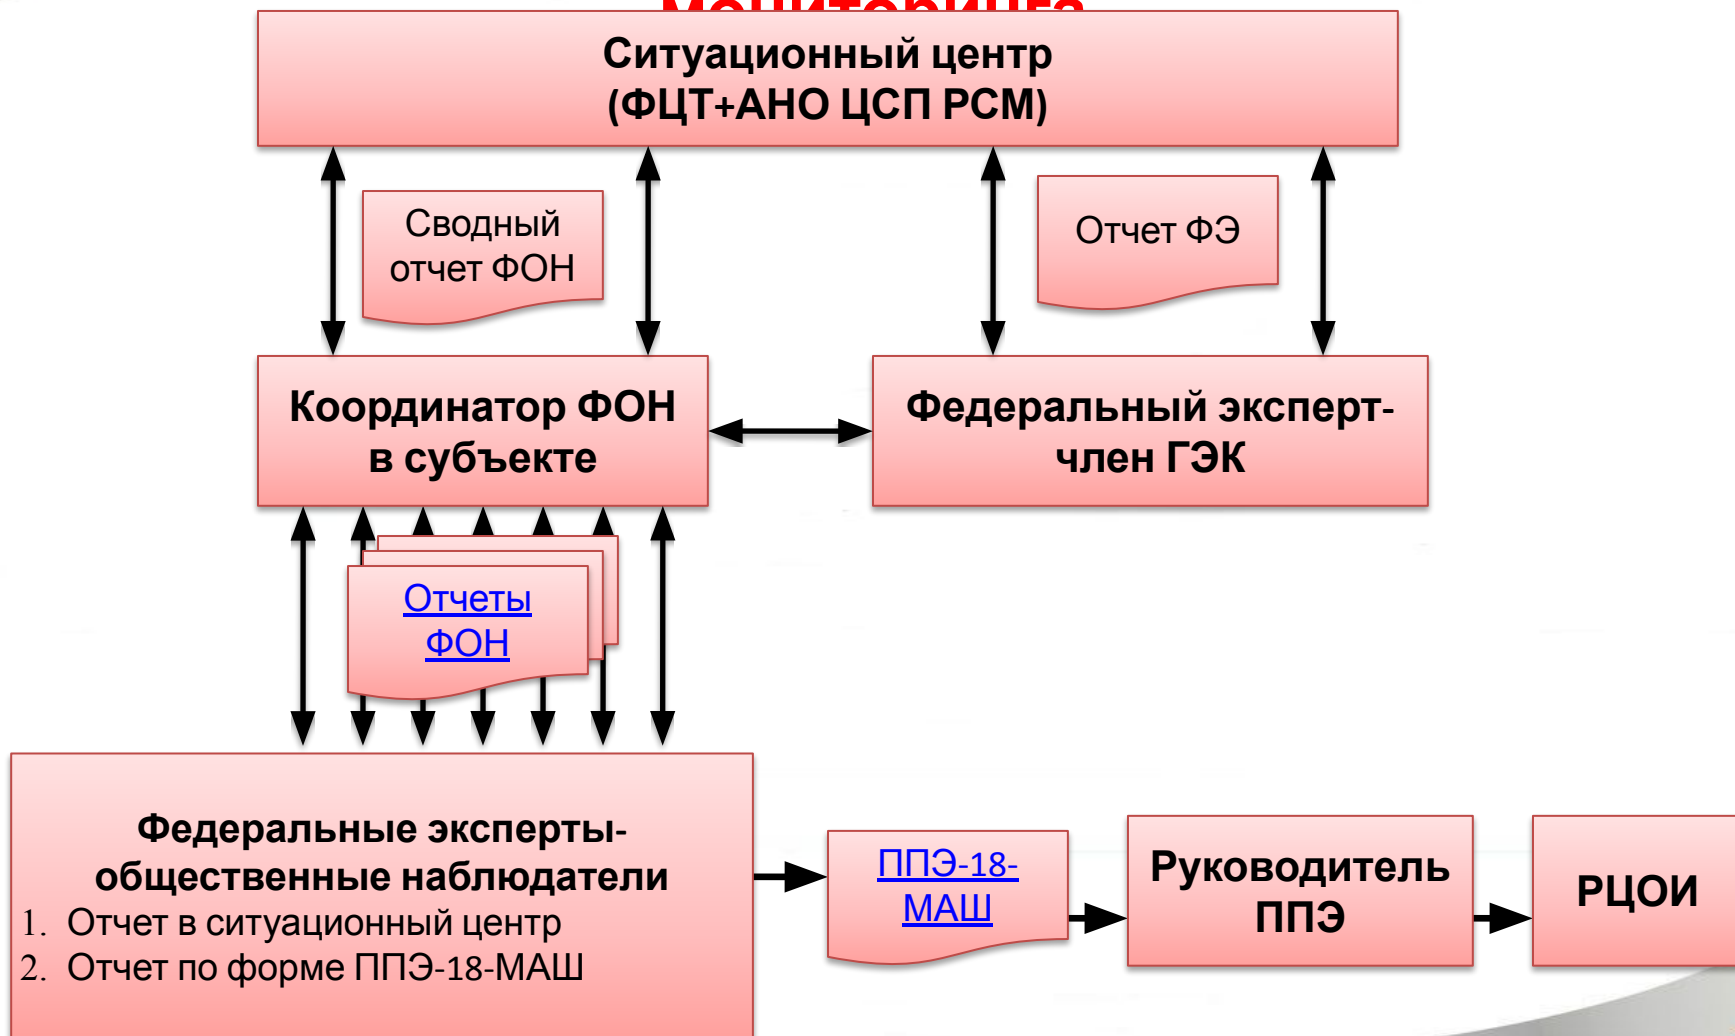 мониторинга
Ситуационный центр
(ФЦТ+АНО ЦСП РСМ)
Сводный
отчет ФОН
Отчет ФЭ
Координатор ФОН
в субъекте
Федеральный эксперт-
член ГЭК
Отчеты
ФОН
Федеральные эксперты-
общественные наблюдатели
1. Отчет в ситуационный центр
2. Отчет по форме ППЭ-18-МАШ
ППЭ-18-
МАШ
Руководитель
ППЭ
РЦОИ